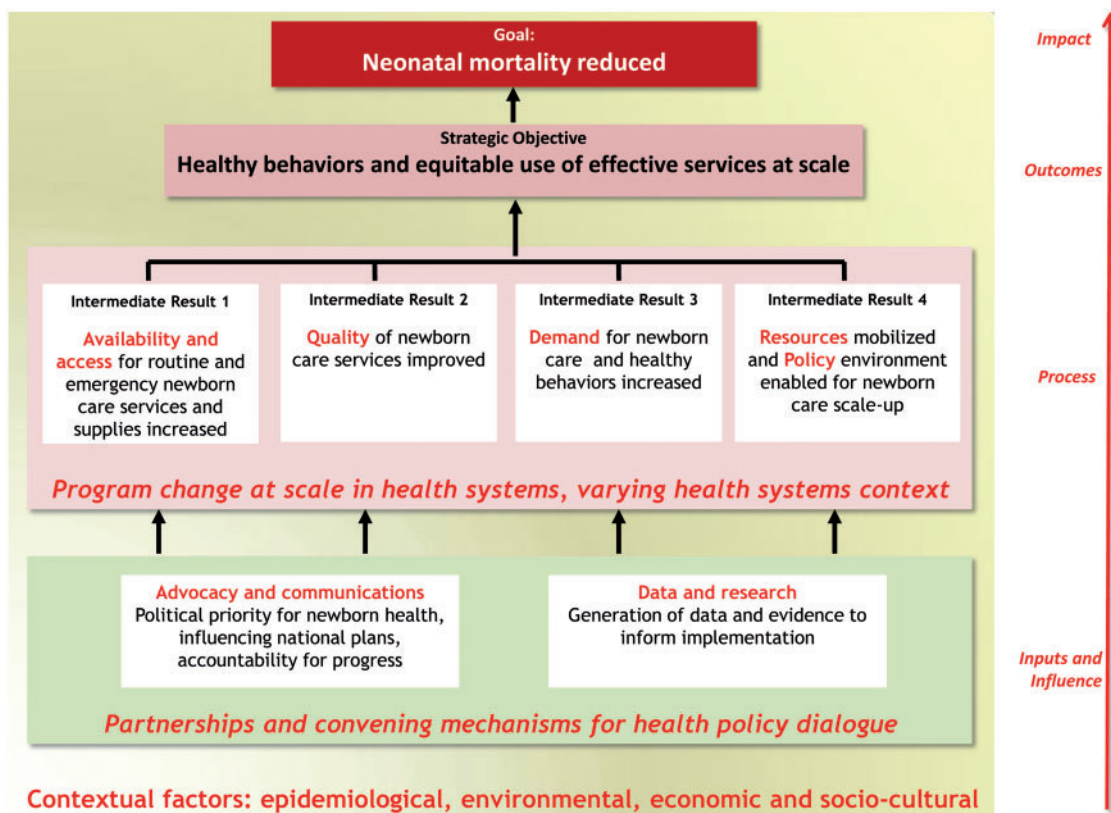 Goal:
Neonatal mortality reduced
Impact
Strategic Objective
Healthy behaviors and equitable use of effective services at scale
Outcomes
Intermediate Result 1
Availability and
access for routine and
emergency newborn
care services and
supplies increased
Intermediate Result 2
Quality of newborn
care services improved
Intermediate Result 3
Demand for newborn
care and healthy
behaviors increased
Intermediate Result 4
Resources mobilized
and Policy environment
enabled for newborn
care scale-up
Process
Program change at scale in health systems, varying health systems context
Advocacy and communications
Political priority for newborn health,
influencing national plans,
accountability for progress
Data and research
Generation of data and evidence to
inform implementation
Inputs and
Influence
Partnerships and convening mechanisms for health policy dialogue
Contextual factors: epidemiological, environmental, economic and socio-cultural